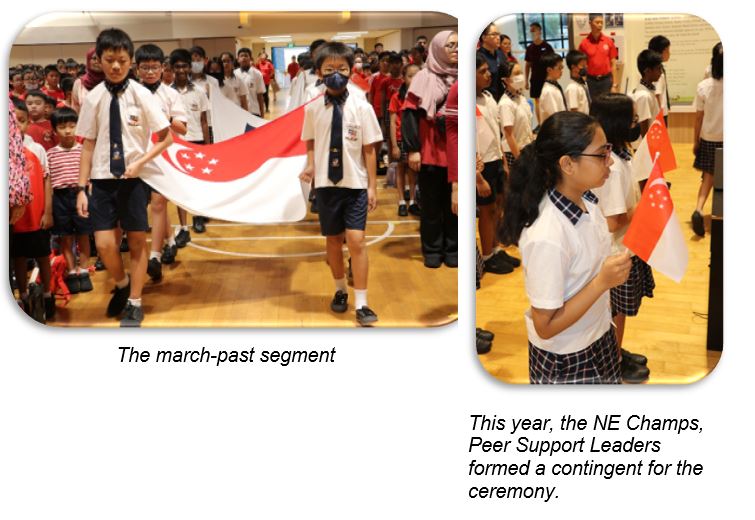 The march-past segment
This year, the NE Champs,
Peer Support Leaders
formed a contingent for the
ceremony.